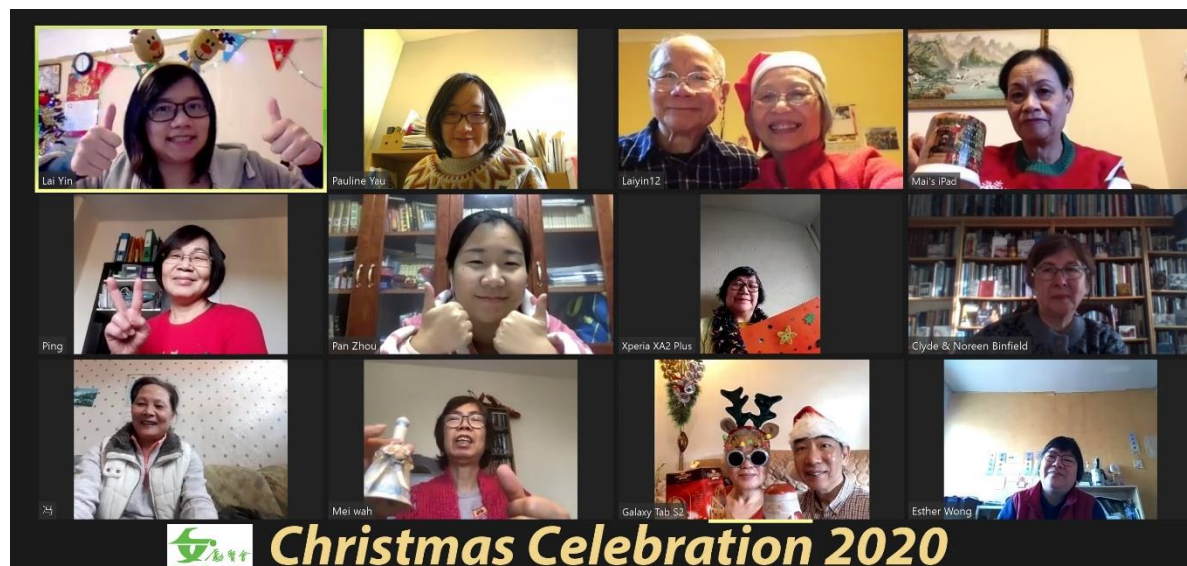 Lai Yin
Pauline Yau
Laiyin12
Mai's iPad
Ping
Pan Zhou
Xperia XA2 Plus
Clyde & Noreen Binfield
冯
Mei wah
Galaxy Tab S2
Esther Wong
Christmas Celebration 2020